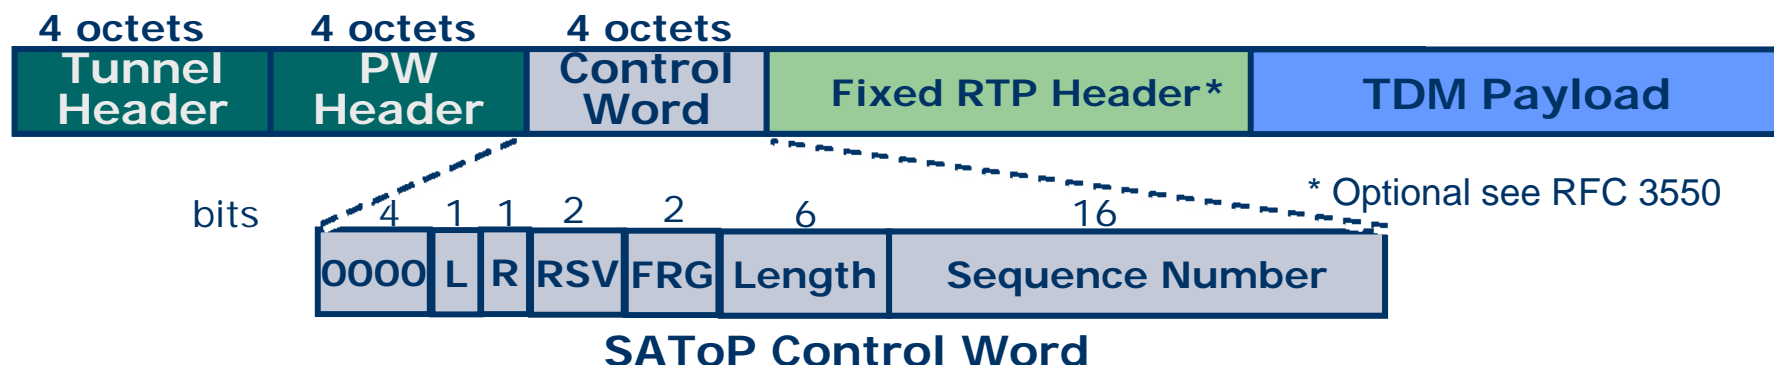 4 octets 4 octets 4 octets
Tunnel Header PW Header Control Word Fixed RTP Header* TDM Payload
* Optional see RFC 3550
bits 4 1 1 2 2 6 16
0000 L R RSV FRG Length Sequence Number
SAToP Control Word